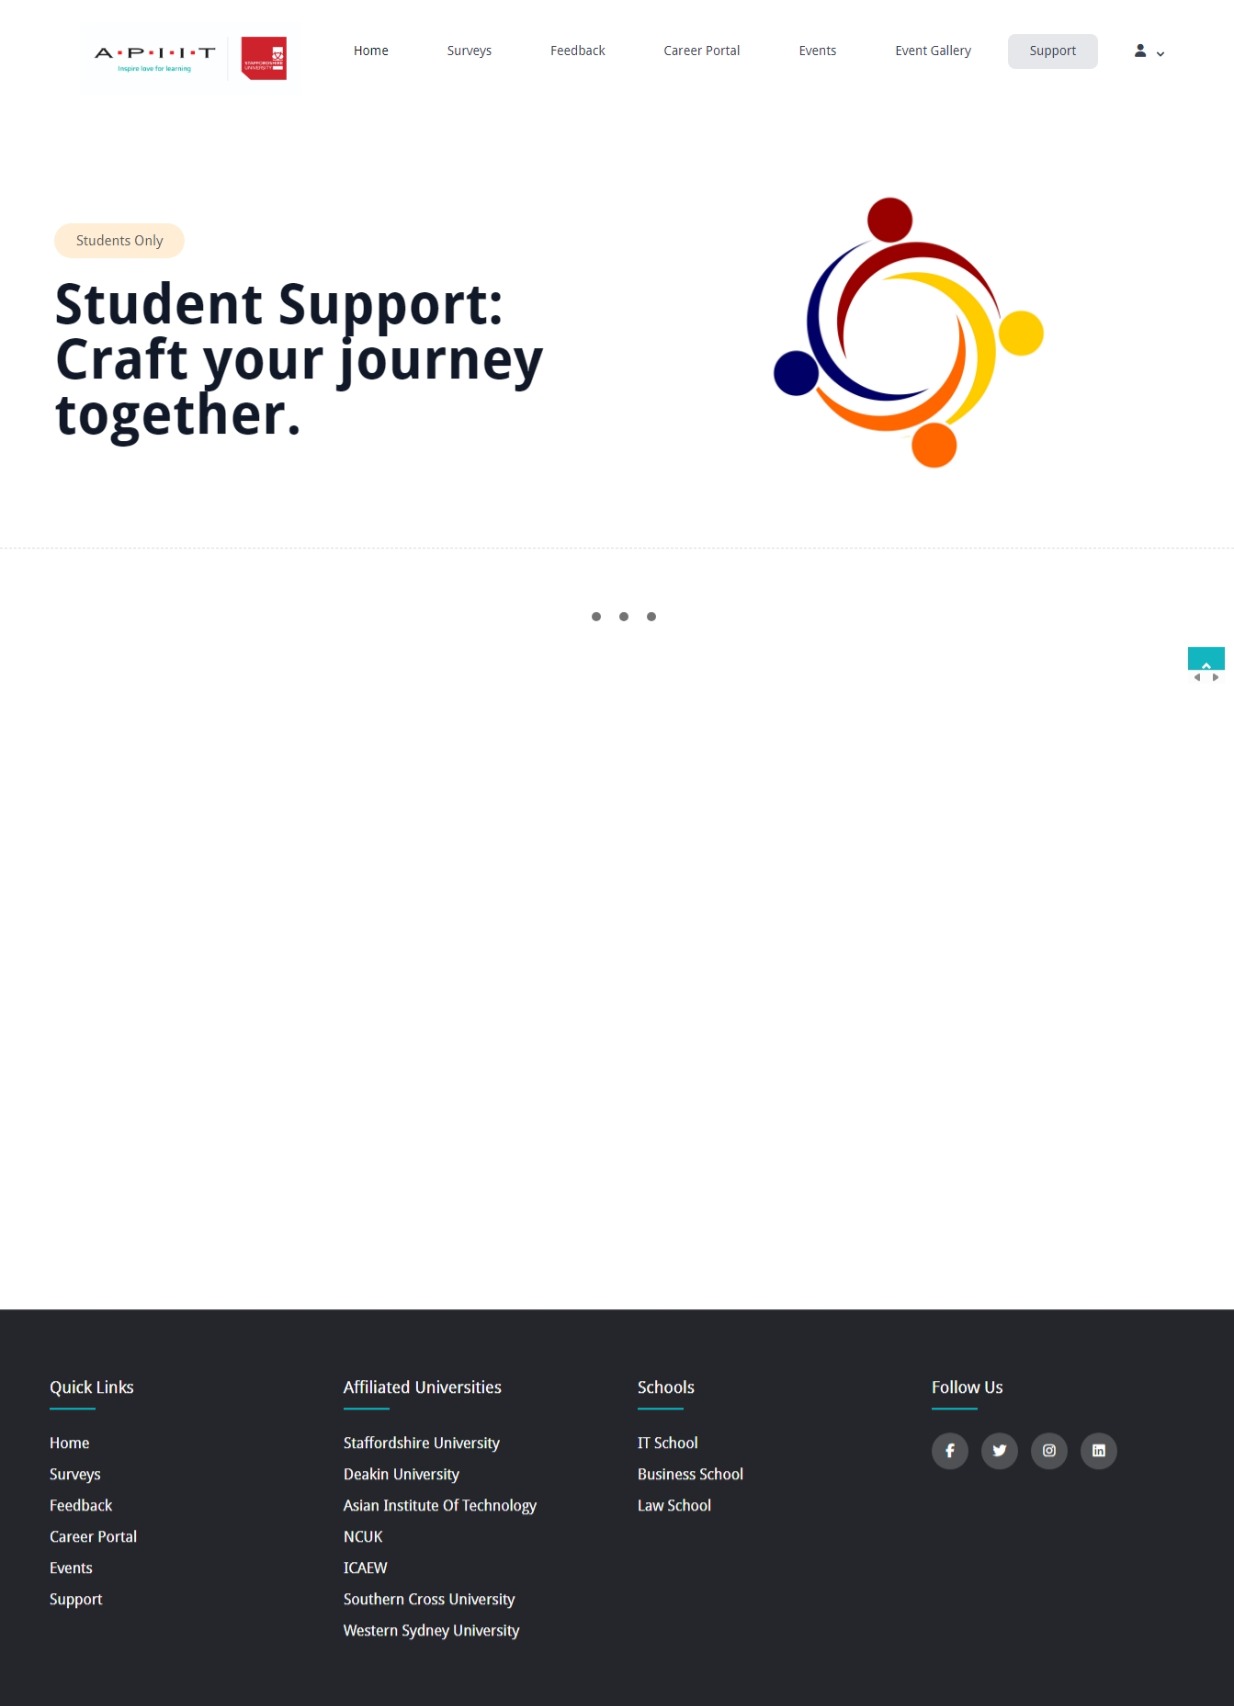 A·P·I·I·T
Inspire love for learning
STAFFORDSHIRE
UNIVERSITY
Home
Surveys
Feedback
Career Portal
Events
Event Gallery
Support
Students Only
Student Support:
Craft your journey
together.
Quick Links
Home
Surveys
Feedback
Career Portal
Events
Support
Affiliated Universities
Staffordshire University
Deakin University
Asian Institute Of Technology
NCUK
ICAEW
Southern Cross University
Western Sydney University
Schools
IT School
Business School
Law School
Follow Us